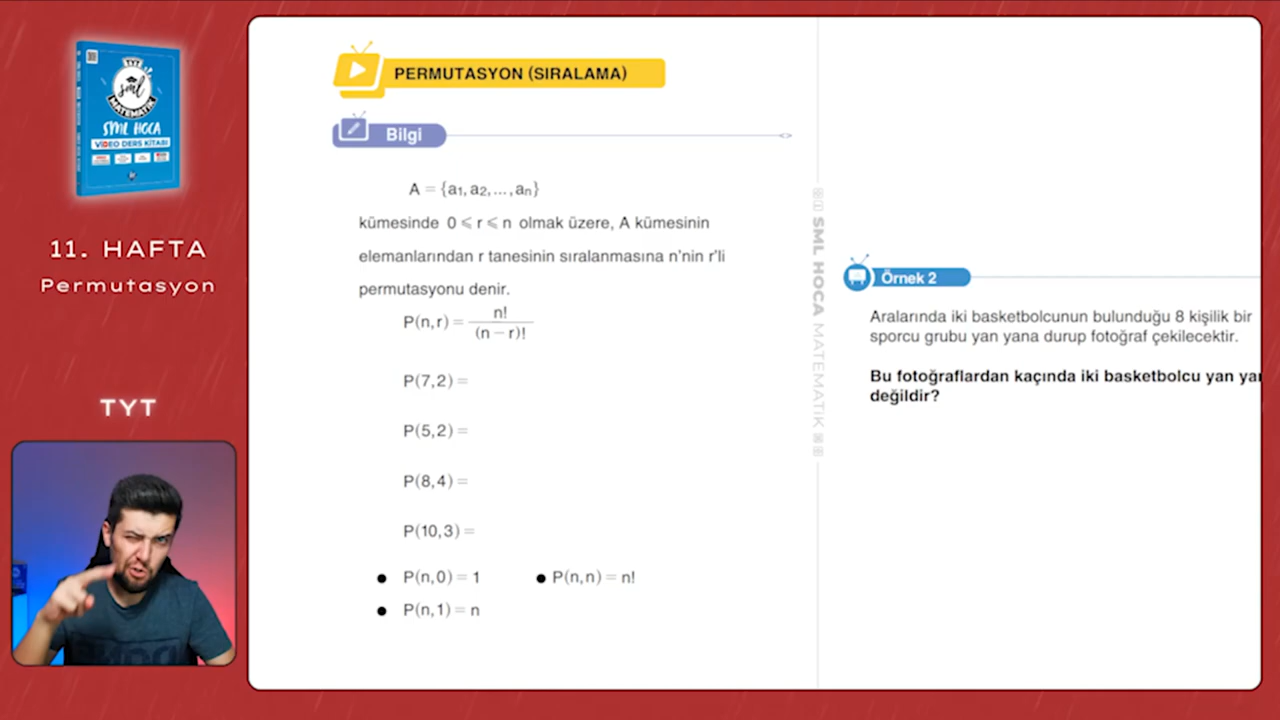 TYT
sml
MATEMATİK
SML HOCA
VİDEO DERS KİTABI
11. HAFTA
Permutasyon
TYT
PERMUTASYON (SIRALAMA)
Bilgi
A = {a₁, a₂, ..., aₙ}
kümesinde 0 ⩽ r ⩽ n olmak üzere, A kümesinin
elemanlarından r tanesinin sıralanmasına n'nin r'li
permutasyonu denir.
P(n,r) = n! / (n − r)!
P(7,2) =
P(5,2) =
P(8,4) =
P(10,3) =
● P(n,0) = 1 ● P(n,n) = n!
● P(n,1) = n
SML HOCA MATEMATİK
Örnek 2
Aralarında iki basketbolcunun bulunduğu 8 kişilik bir
sporcu grubu yan yana durup fotoğraf çekilecektir.
Bu fotoğraflardan kaçında iki basketbolcu yan
değildir?